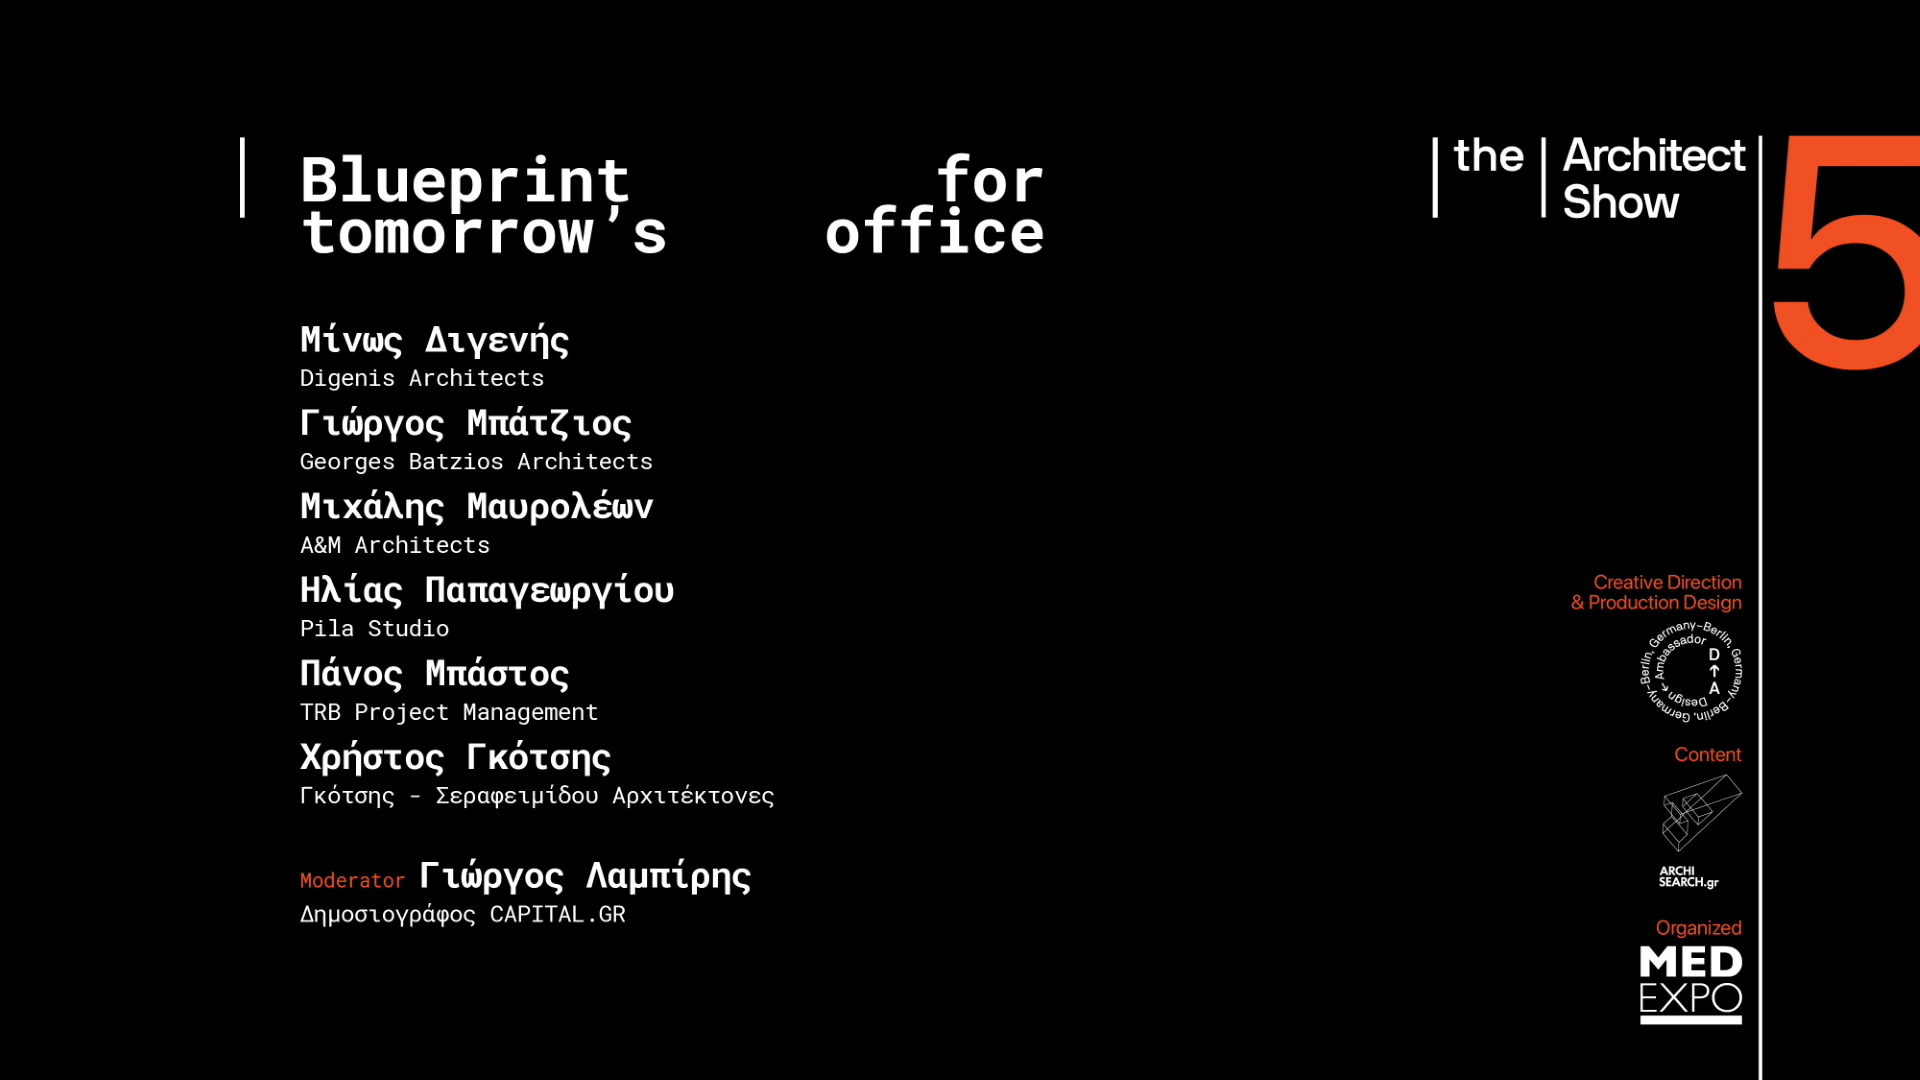 Blueprint for
tomorrow’s office
Μίνως Διγενής
Digenis Architects
Γιώργος Μπάτζιος
Georges Batzios Architects
Μιχάλης Μαυρολέων
A&M Architects
Ηλίας Παπαγεωργίου
Pila Studio
Πάνος Μπάστος
TRB Project Management
Χρήστος Γκότσης
Γκότσης - Σεραφειμίδου Αρχιτέκτονες
Moderator Γιώργος Λαμπίρης
Δημοσιογράφος CAPITAL.GR
the Architect
Show
5
Creative Direction
& Production Design
Berlin, Germany–Berlin, Germany–Berlin, Germany–
Design ↗ Ambassador
D
↑
A
Content
ARCHI
SEARCH.gr
Organized
MED
EXPO